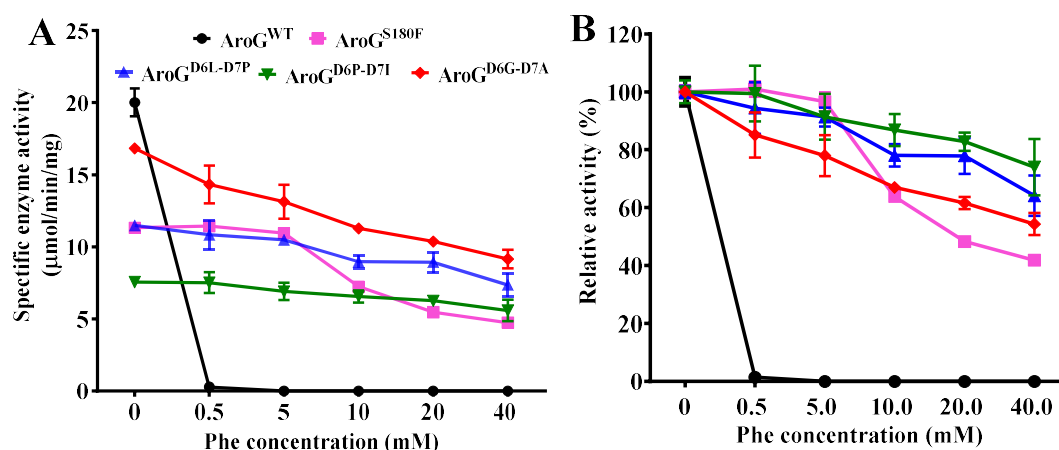 A
AroG^WT AroG^S180F
AroG^D6L-D7P AroG^D6P-D7I AroG^D6G-D7A
Spectific enzyme activity
(μmol/min/mg)
25
20
15
10
5
0
0 0.5 5 10 20 40
Phe concentration (mM)
B
Relative activity (%)
120
100
80
60
40
20
0
0 0.5 5.0 10.0 20.0 40.0
Phe concentration (mM)